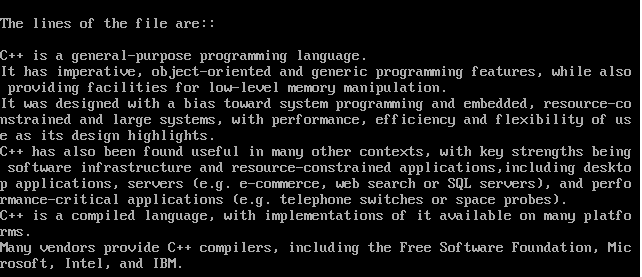 The lines of the file are::
C++ is a general-purpose programming language.
It has imperative, object-oriented and generic programming features, while also
 providing facilities for low-level memory manipulation.
It was designed with a bias toward system programming and embedded, resource-co
nstrained and large systems, with performance, efficiency and flexibility of us
e as its design highlights.
C++ has also been found useful in many other contexts, with key strengths being
 software infrastructure and resource-constrained applications,including deskto
p applications, servers (e.g. e-commerce, web search or SQL servers), and perfo
rmance-critical applications (e.g. telephone switches or space probes).
C++ is a compiled language, with implementations of it available on many platfo
rms.
Many vendors provide C++ compilers, including the Free Software Foundation, Mic
rosoft, Intel, and IBM.